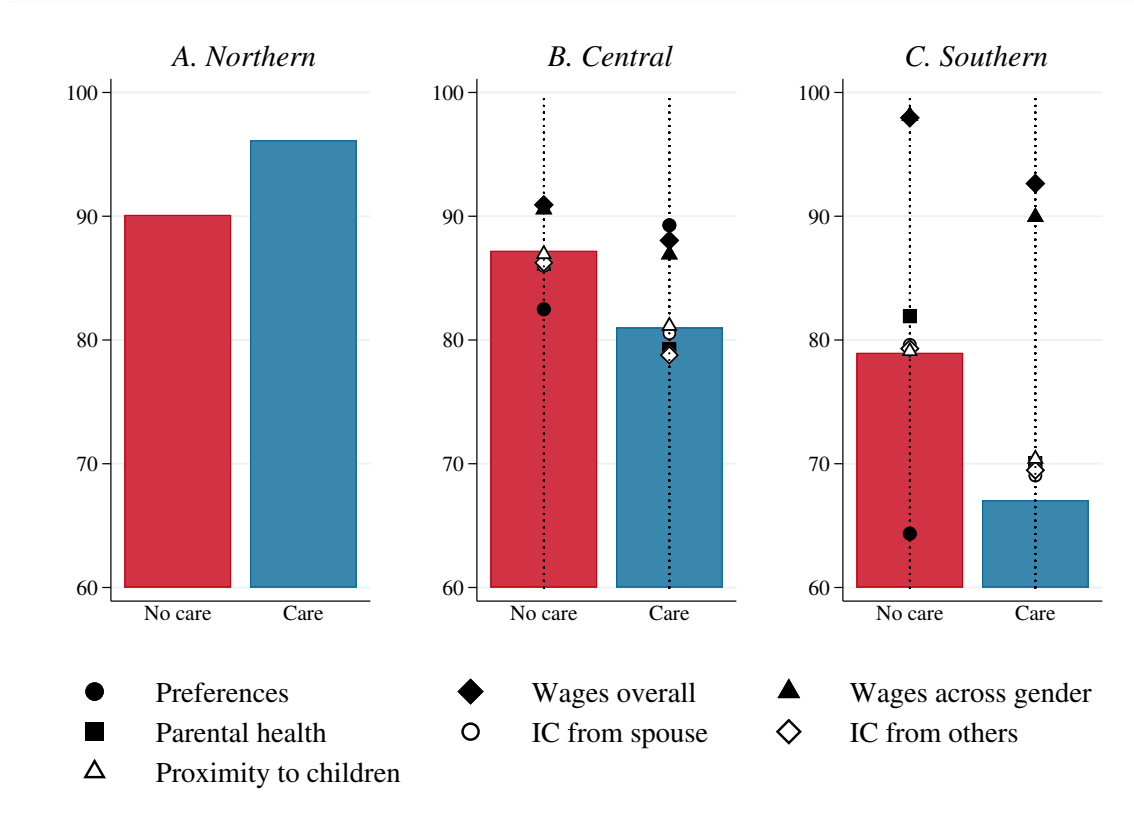 A. Northern
B. Central
C. Southern
100
90
80
70
60
No care
Care
100
90
80
70
60
No care
Care
100
90
80
70
60
No care
Care
Preferences
Wages overall
Wages across gender
Parental health
IC from spouse
IC from others
Proximity to children